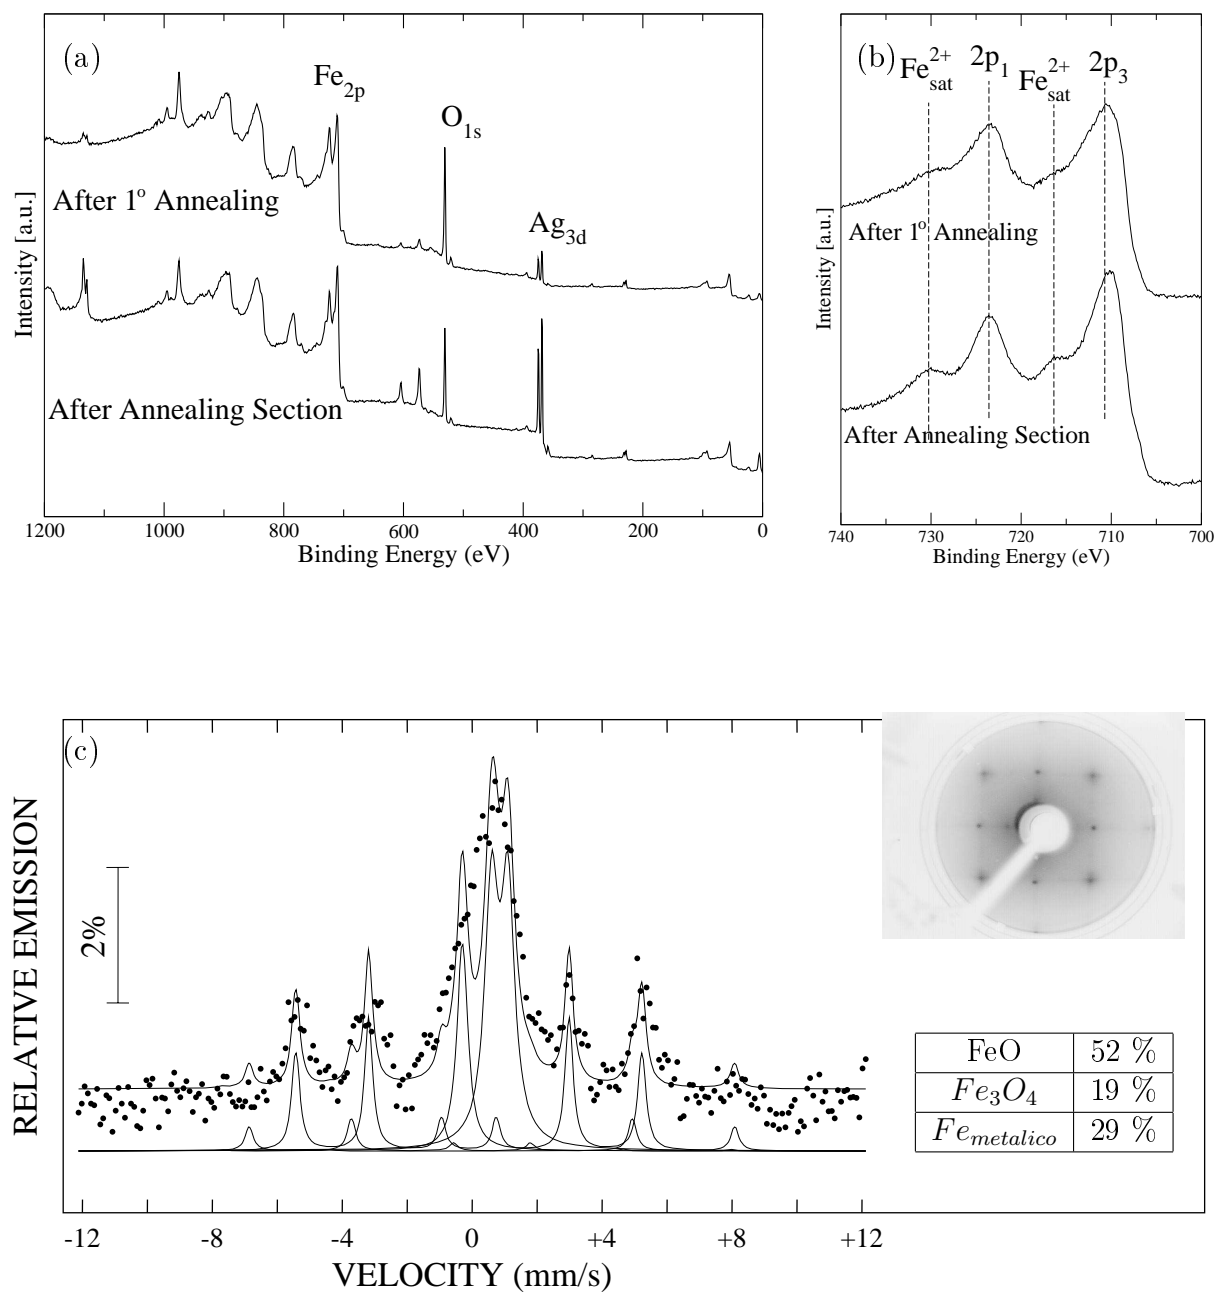 (a)
Fe2p
O1s
Ag3d
After 1º Annealing
After Annealing Section
Intensity [a.u.]
1200 1000 800 600 400 200 0
Binding Energy (eV)
(b)
Fe2+sat 2p1 Fe2+sat 2p3
After 1º Annealing
After Annealing Section
Intensity [a.u.]
740 730 720 710 700
Binding Energy (eV)
(c)
RELATIVE EMISSION
2%
-12 -8 -4 0 +4 +8 +12
VELOCITY (mm/s)
FeO 52 %
Fe3O4 19 %
Femetalico 29 %